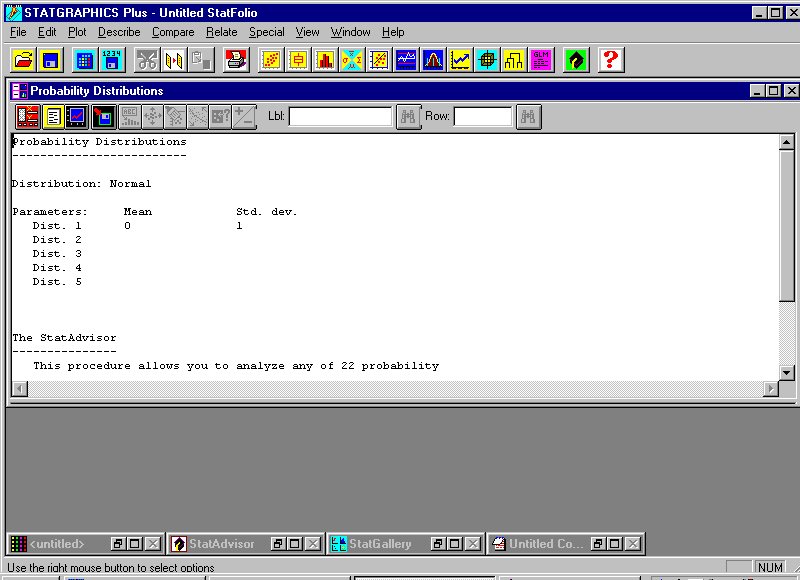 STATGRAPHICS Plus - Untitled StatFolio
File Edit Plot Describe Compare Relate Special View Window Help
1234
GLM
?
Probability Distributions
ABC
Lbl: Row:
Probability Distributions
-------------------------
Distribution: Normal
Parameters: Mean Std. dev.
Dist. 1 0 1
Dist. 2
Dist. 3
Dist. 4
Dist. 5
The StatAdvisor
---------------
This procedure allows you to analyze any of 22 probability
<untitled> StatAdvisor StatGallery Untitled Co...
Use the right mouse button to select options NUM